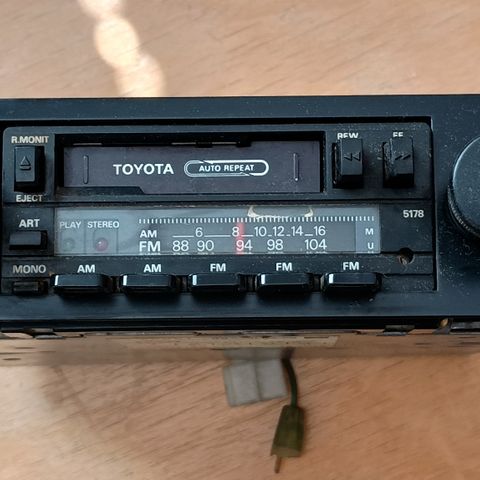 R.MONIT
REW
FF
TOYOTA AUTO REPEAT
EJECT
ART
PLAY STEREO
5178
AM 6 8 10 12 14 16 M
FM 88 90 94 98 104 u
MONO
AM AM FM FM FM